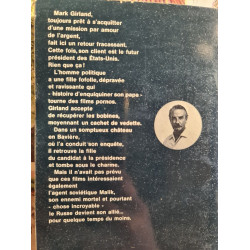 Mark Girland,
toujours prêt à s'acquitter
d'une mission par amour
de l'argent,
fait ici un retour fracassant.
Cette fois, son client est le futur
président des États-Unis.
Rien que ça !
L'homme politique
a une fille fofolle, dépravée
et ravissante qui
- histoire d'enquiquiner son papa -
tourne des films pornos.
Girland accepte
de récupérer les bobines,
moyennant un cachet de vedette.
Dans un somptueux château
en Bavière,
où l'a conduit son enquête,
il retrouve la fille
du candidat à la présidence
et tombe sous le charme.
Mais il n'avait pas prévu
que ces films intéresseraient
également
l'agent soviétique Malik,
son ennemi mortel et pourtant
- chose incroyable -
le Russe devient son allié...
pour quelque temps du moins.